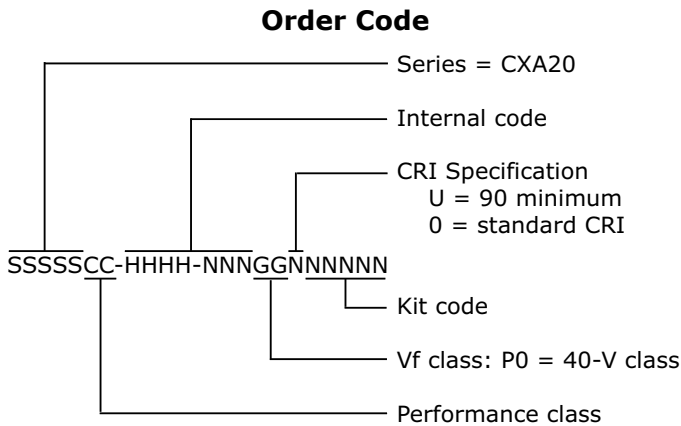 Order Code
Series = CXA20
Internal code
CRI Specification
U = 90 minimum
0 = standard CRI
SSSSSCC-HHHH-NNNGGNNNNNN
Kit code
Vf class: P0 = 40-V class
Performance class